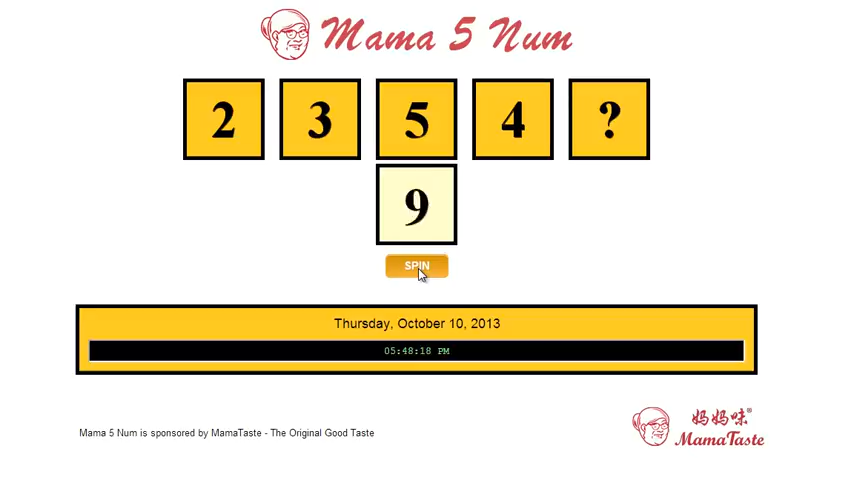 Mama 5 Num
2 3 5 4 ?
9
SPIN
Thursday, October 10, 2013
05:48:18 PM
妈妈味®
MamaTaste
Mama 5 Num is sponsored by MamaTaste - The Original Good Taste